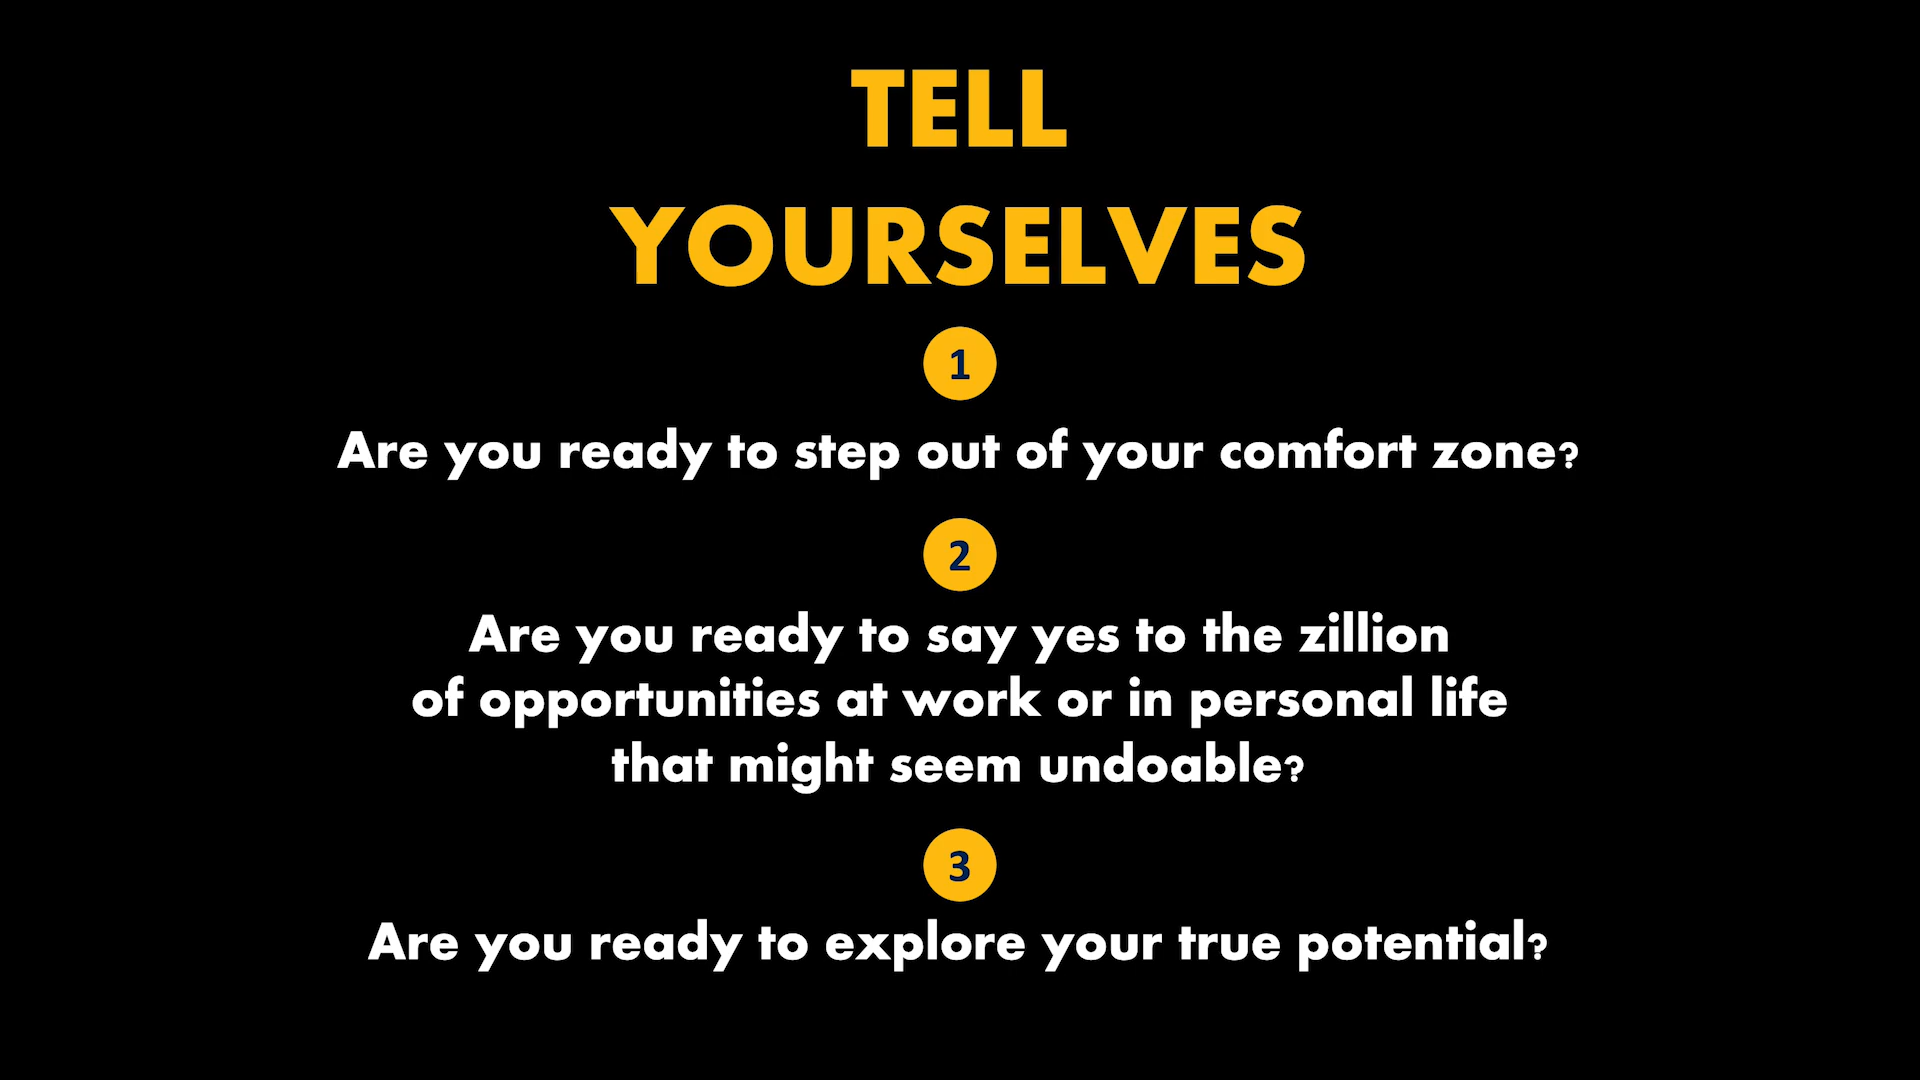 TELL
YOURSELVES
1
Are you ready to step out of your comfort zone?
2
Are you ready to say yes to the zillion
of opportunities at work or in personal life
that might seem undoable?
3
Are you ready to explore your true potential?